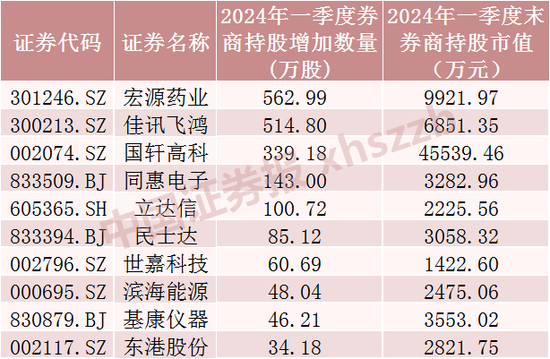 证券代码 证券名称 2024年一季度券商持股增加数量(万股) 2024年一季度末券商持股市值(万元)
301246.SZ 宏源药业 562.99 9921.97
300213.SZ 佳讯飞鸿 514.80 6851.35
002074.SZ 国轩高科 339.18 45539.46
833509.BJ 同惠电子 143.00 3282.96
605365.SH 立达信 100.72 2225.56
833394.BJ 民士达 85.12 3058.32
002796.SZ 世嘉科技 60.69 1422.60
000695.SZ 滨海能源 48.04 2475.06
830879.BJ 基康仪器 46.21 3553.02
002117.SZ 东港股份 34.18 2821.75
中国证券报 xhszzb